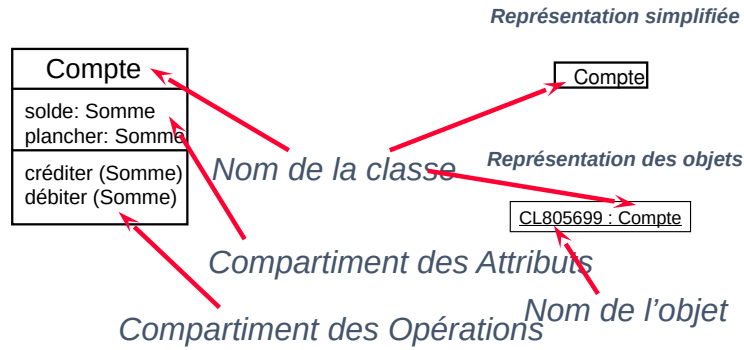 Représentation simplifiée
Compte
Compte
solde: Somme
plancher: Somme
créditer (Somme)
débiter (Somme)
Nom de la classe
Représentation des objets
CL805699 : Compte
Compartiment des Attributs
Nom de l’objet
Compartiment des Opérations